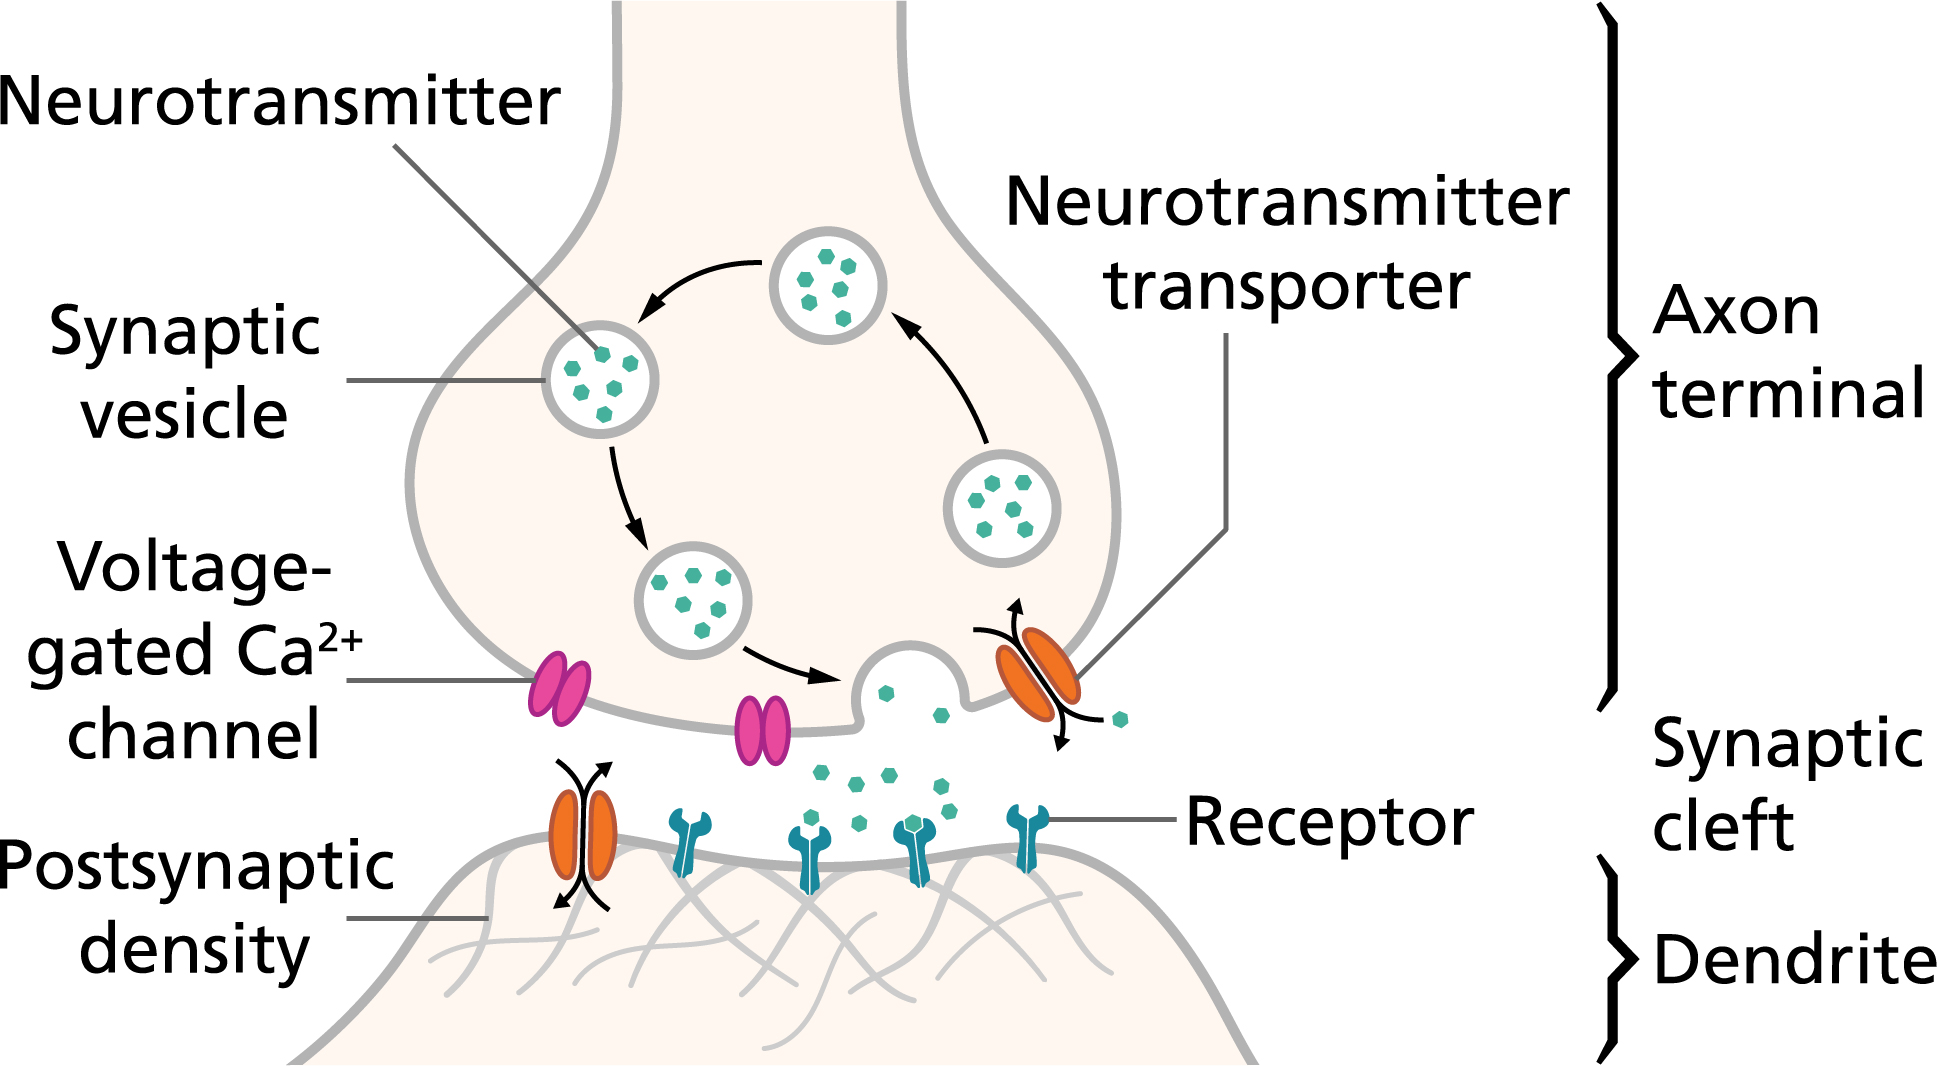 Neurotransmitter
Neurotransmitter
transporter
Synaptic
vesicle
Axon
terminal
Voltage-
gated Ca²⁺
channel
Synaptic
cleft
Receptor
Postsynaptic
density
Dendrite